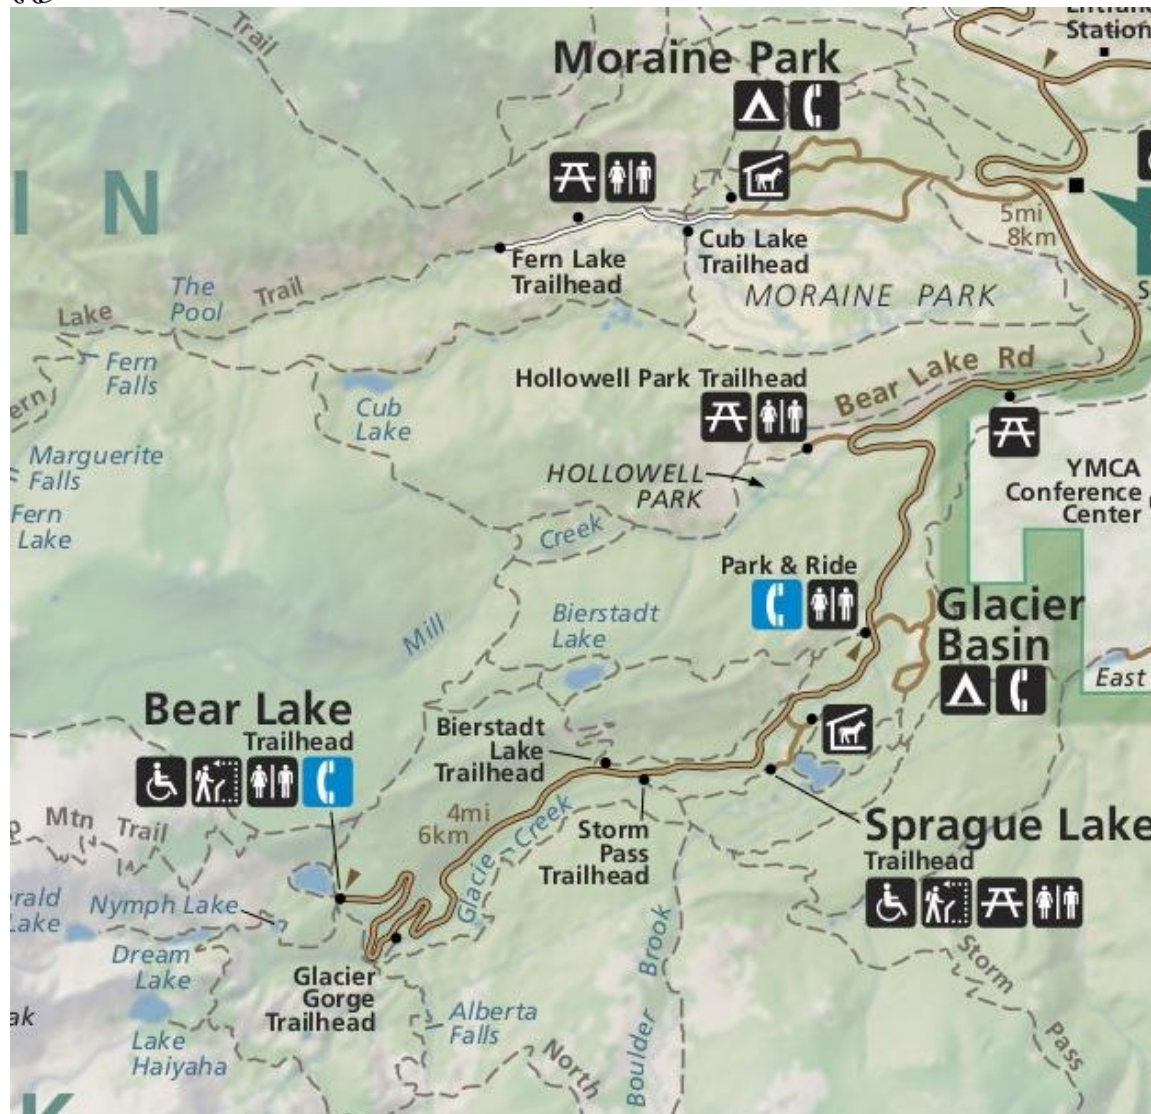 Trail
Station
Moraine Park
I N
5mi
8km
Cub Lake
Trailhead
Fern Lake
Trailhead
MORAINE PARK
The
Pool
Trail
Lake
Fern
Falls
Bear Lake Rd
Hollowell Park Trailhead
Cub
Lake
Marguerite
Falls
HOLLOWELL
PARK
YMCA
Conference
Center
Fern
Lake
Creek
Park & Ride
Glacier
Basin
Bierstadt
Lake
Mill
East
Bear Lake
Trailhead
Bierstadt
Lake
Trailhead
4mi
6km
Mtn Trail
Storm
Pass
Trailhead
Sprague Lake
Trailhead
Creek
Nymph Lake
Lake
Dream
Lake
Brook
Storm
Glacier
Gorge
Trailhead
Alberta
Falls
Lake
Haiyaha
Boulder
North
Pass